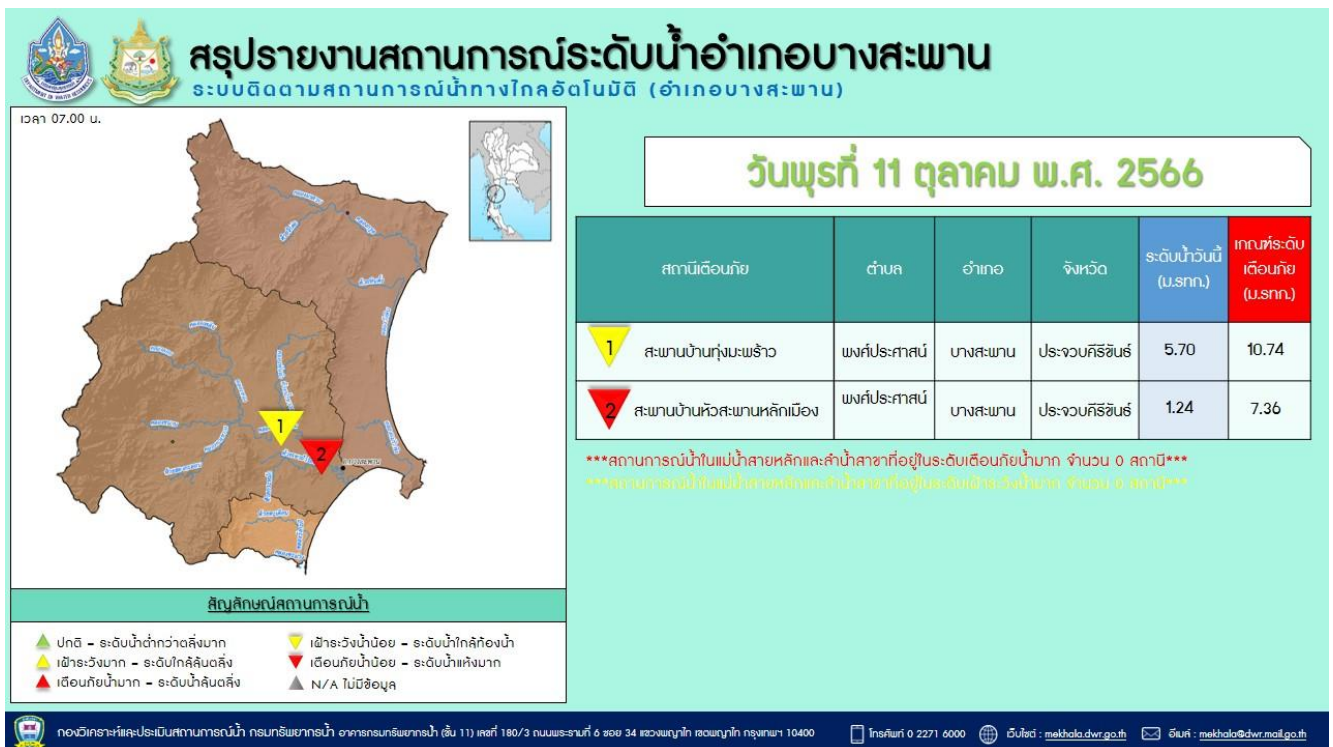 สรุปรายงานสถานการณ์ระดับน้ำอำเภอบางสะพาน
ระบบติดตามสถานการณ์น้ำทางไกลอัตโนมัติ (อำเภอบางสะพาน)
เวลา 07.00 น.
วันพุธที่ 11 ตุลาคม พ.ศ. 2566
สถานีเตือนภัย ตำบล อำเภอ จังหวัด ระดับน้ำวันนี้ (ม.รทก.) เกณฑ์ระดับเตือนภัย (ม.รทก.)
1 สะพานบ้านทุ่งมะพร้าว พงศ์ประศาสน์ บางสะพาน ประจวบคีรีขันธ์ 5.70 10.74
2 สะพานบ้านหัวสะพานหลักเมือง พงศ์ประศาสน์ บางสะพาน ประจวบคีรีขันธ์ 1.24 7.36
***สถานการณ์น้ำในแม่น้ำสายหลักและลำน้ำสาขาที่อยู่ในระดับเตือนภัยน้ำมาก จำนวน 0 สถานี***
***สถานการณ์น้ำในแม่น้ำสายหลักและลำน้ำสาขาที่อยู่ในระดับเฝ้าระวังน้ำมาก จำนวน 0 สถานี***
1
2
สัญลักษณ์สถานการณ์น้ำ
ปกติ – ระดับน้ำต่ำกว่าตลิ่งมาก
เฝ้าระวังมาก – ระดับใกล้ล้นตลิ่ง
เตือนภัยน้ำมาก – ระดับน้ำล้นตลิ่ง
เฝ้าระวังน้ำน้อย – ระดับน้ำใกล้ท้องน้ำ
เตือนภัยน้ำน้อย – ระดับน้ำแห้งมาก
N/A ไม่มีข้อมูล
กองวิเคราะห์และประเมินสถานการณ์น้ำ กรมทรัพยากรน้ำ อาคารกรมทรัพยากรน้ำ (ชั้น 11) เลขที่ 180/3 ถนนพระรามที่ 6 ซอย 34 แขวงพญาไท เขตพญาไท กรุงเทพฯ 10400 โทรศัพท์ 0 2271 6000 เว็บไซต์ : mekhala.dwr.go.th อีเมล์ : mekhala@dwr.mail.go.th